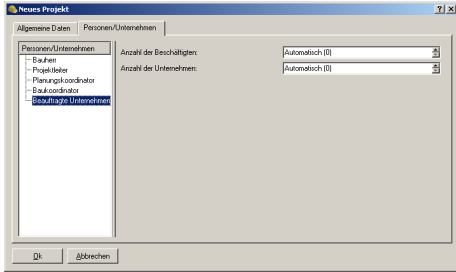 Neues Projekt
Allgemeine Daten Personen/Unternehmen
Personen/Unternehmen
Bauherr
Projektleiter
Planungskoordinator
Baukoordinator
Beauftragte Unternehmen
Anzahl der Beschäftigten: Automatisch (0)
Anzahl der Unternehmen: Automatisch (0)
Ok Abbrechen